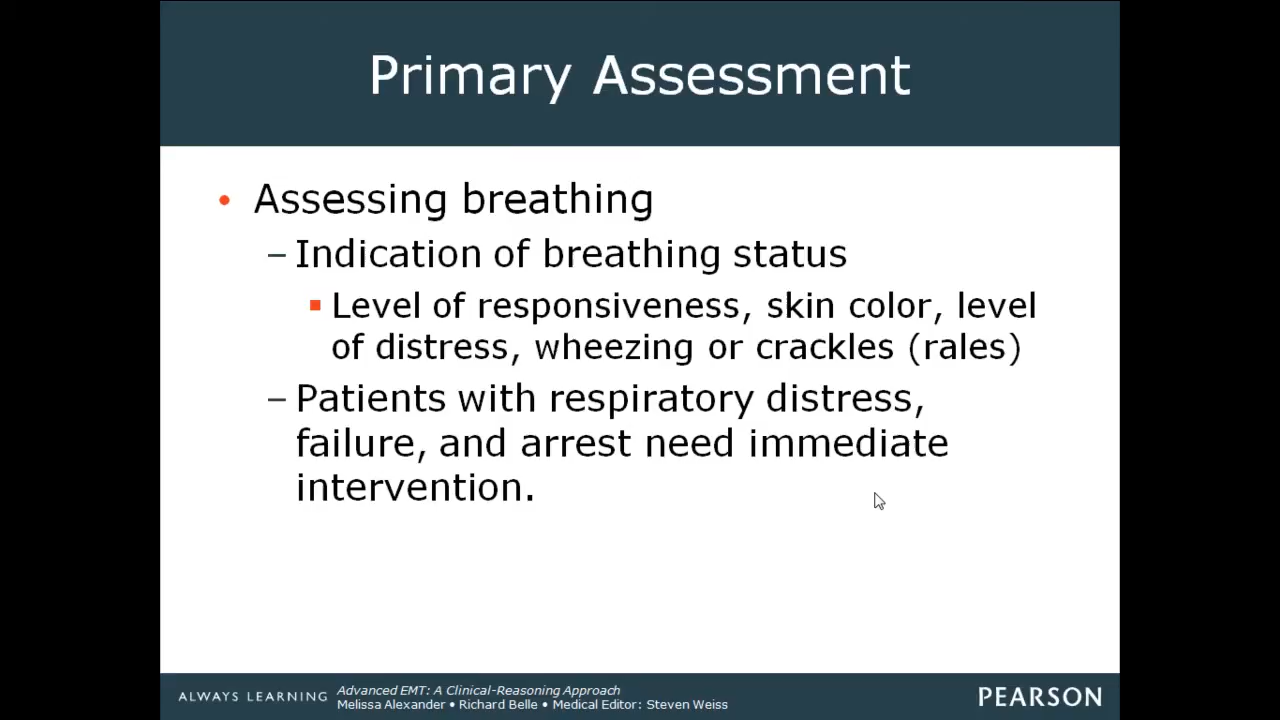 Primary Assessment
• Assessing breathing
– Indication of breathing status
▪ Level of responsiveness, skin color, level
of distress, wheezing or crackles (rales)
– Patients with respiratory distress,
failure, and arrest need immediate
intervention.
ALWAYS LEARNING
Advanced EMT: A Clinical-Reasoning Approach
Melissa Alexander • Richard Belle • Medical Editor: Steven Weiss
PEARSON